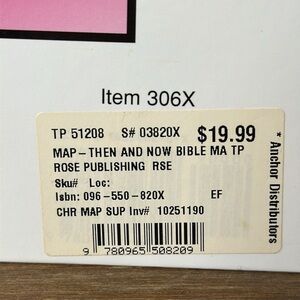 Item 306X
TP 51208 S# 03820X $19.99
MAP - THEN AND NOW BIBLE MA TP
ROSE PUBLISHING RSE
Sku# Loc:
Isbn: 096-550-820X EF
CHR MAP SUP Inv# 10251190
9 780965 508209
* Anchor Distributors